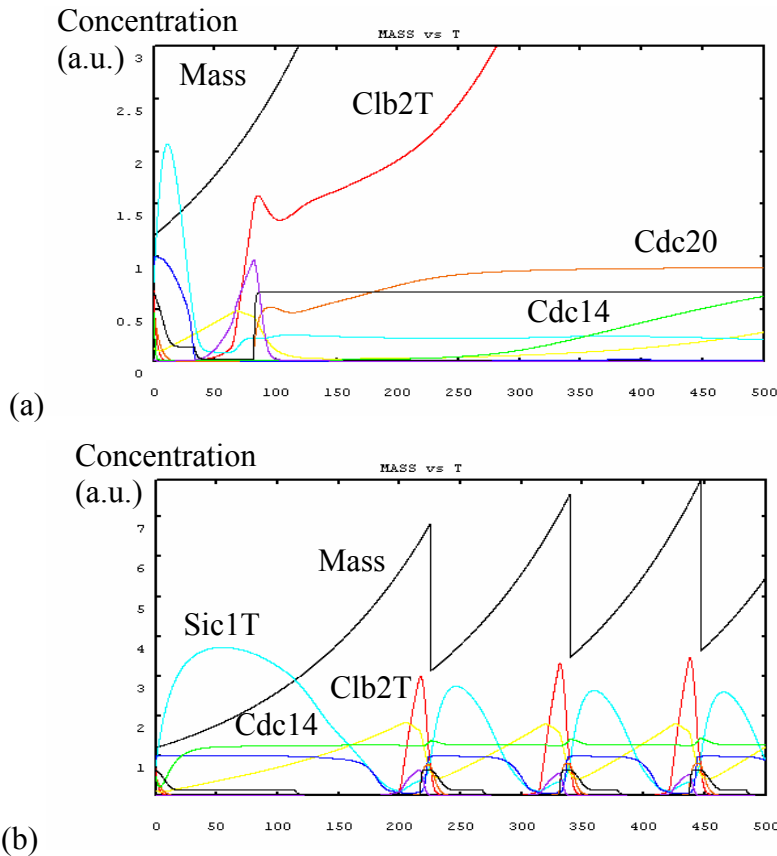 Concentration
(a.u.)
MASS vs T
3
2.5
2
1.5
1
0.5
0
Mass
Clb2T
Cdc20
Cdc14
0 50 100 150 200 250 300 350 400 450 500
(a)
Concentration
(a.u.)
MASS vs T
7
6
5
4
3
2
1
Mass
Sic1T
Clb2T
Cdc14
0 50 100 150 200 250 300 350 400 450 500
(b)